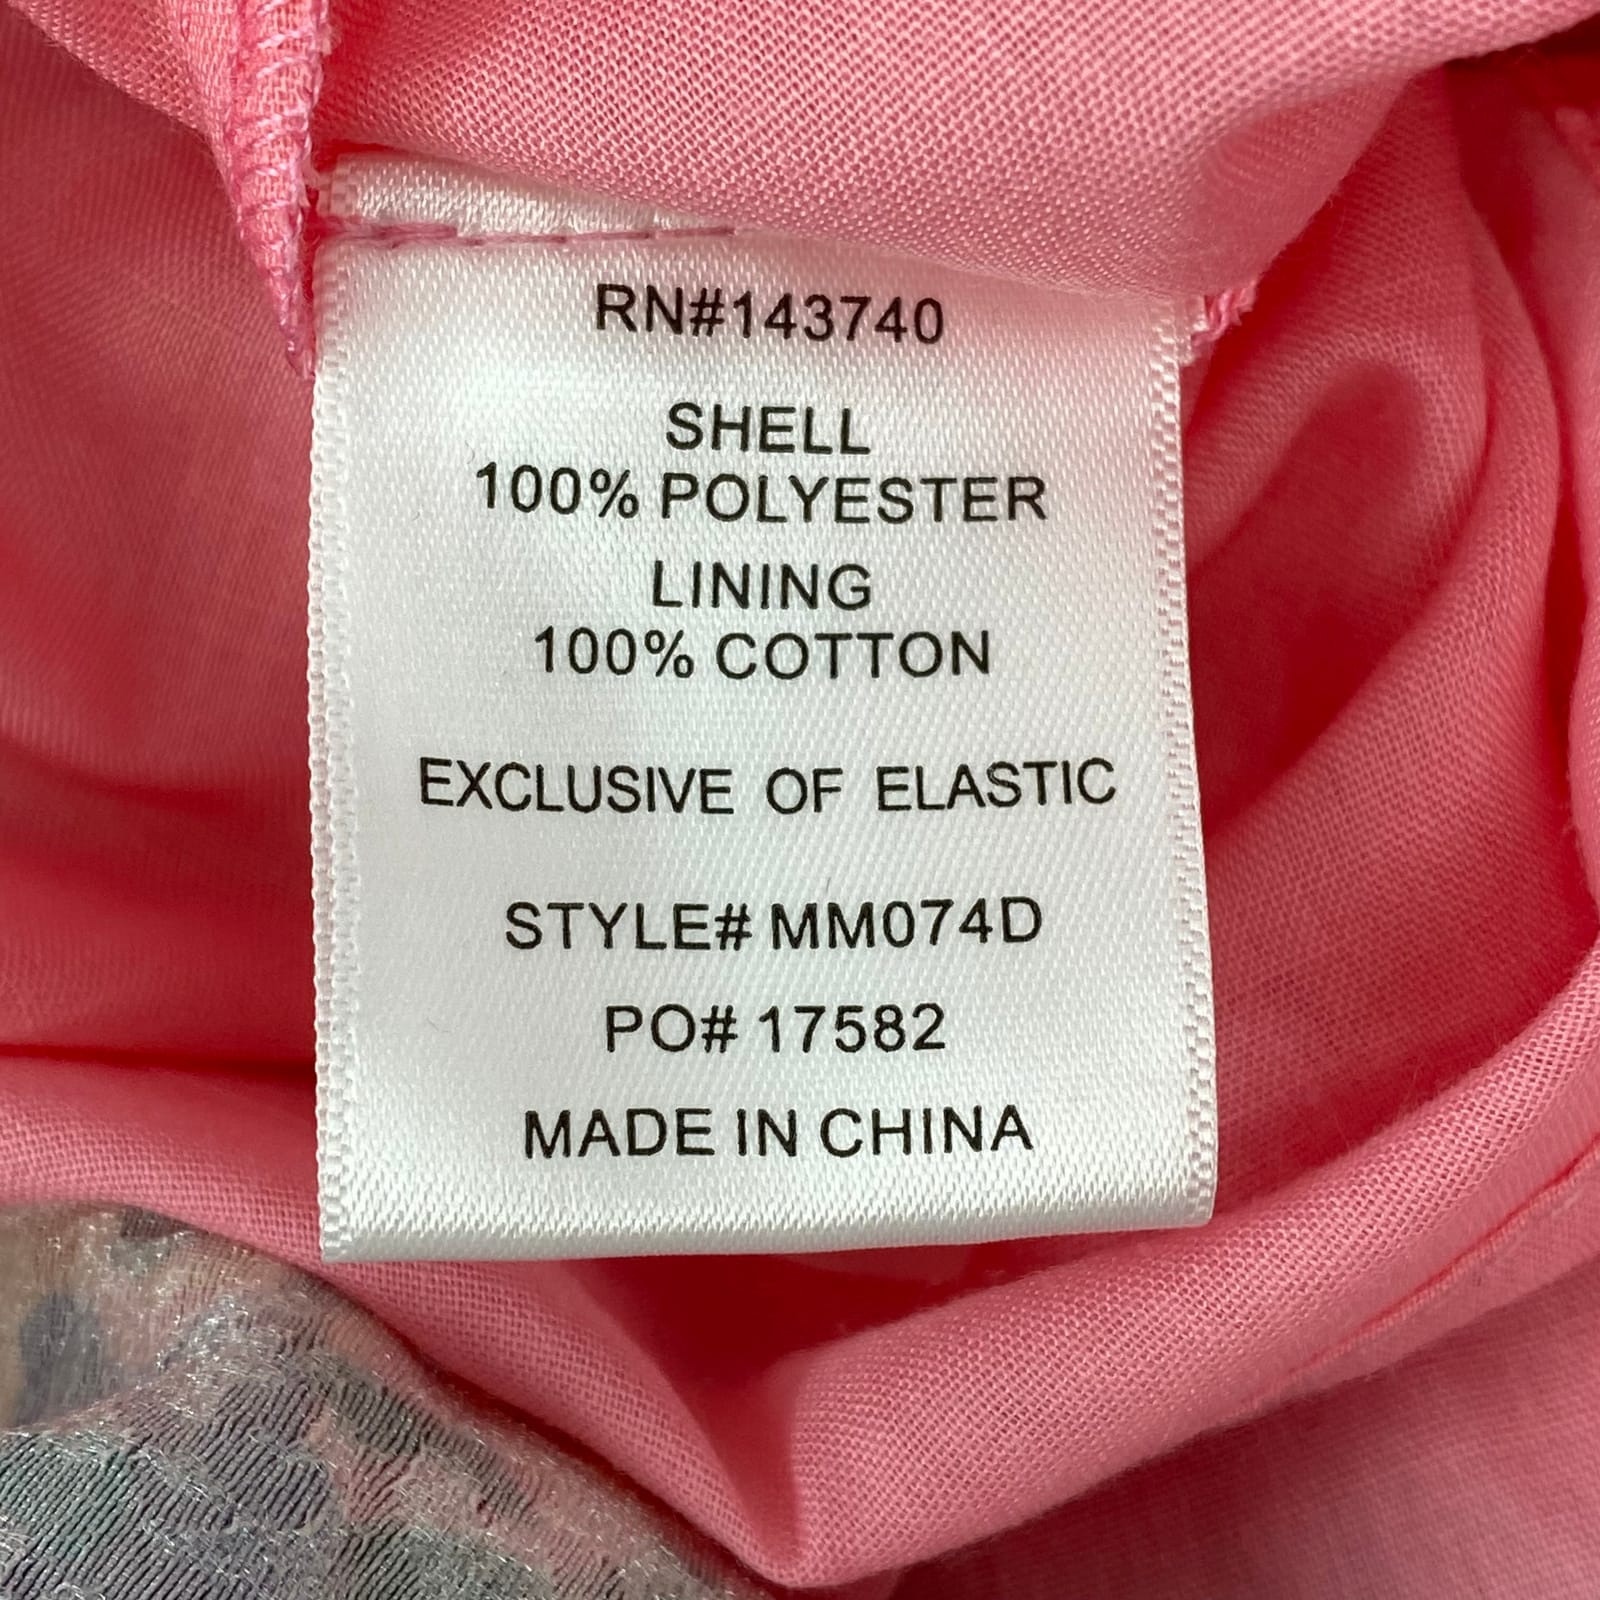 RN#143740
SHELL
100% POLYESTER
LINING
100% COTTON
EXCLUSIVE OF ELASTIC
STYLE# MM074D
PO# 17582
MADE IN CHINA